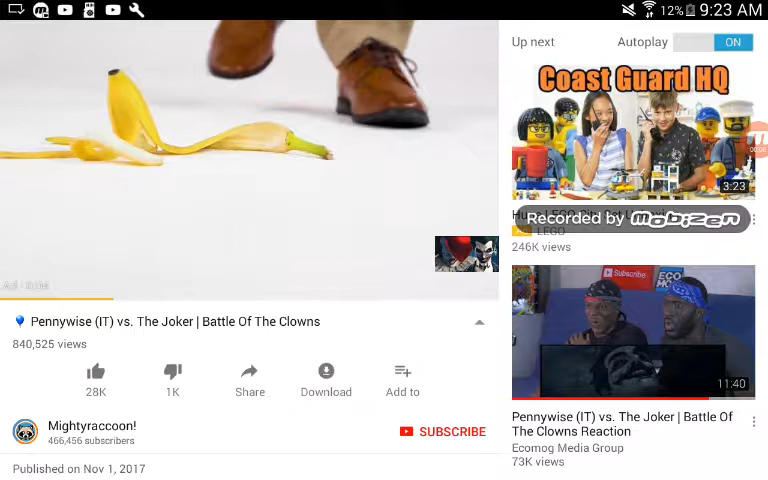 12% 9:23 AM
Up next Autoplay ON
Coast Guard HQ
3:23
Recorded by mobizen
LEGO
246K views
Pennywise (IT) vs. The Joker | Battle Of The Clowns
840,525 views
28K 1K Share Download Add to
Mightyraccoon!
466,456 subscribers
SUBSCRIBE
Published on Nov 1, 2017
Subscribe
11:40
Pennywise (IT) vs. The Joker | Battle Of
The Clowns Reaction
Ecomog Media Group
73K views